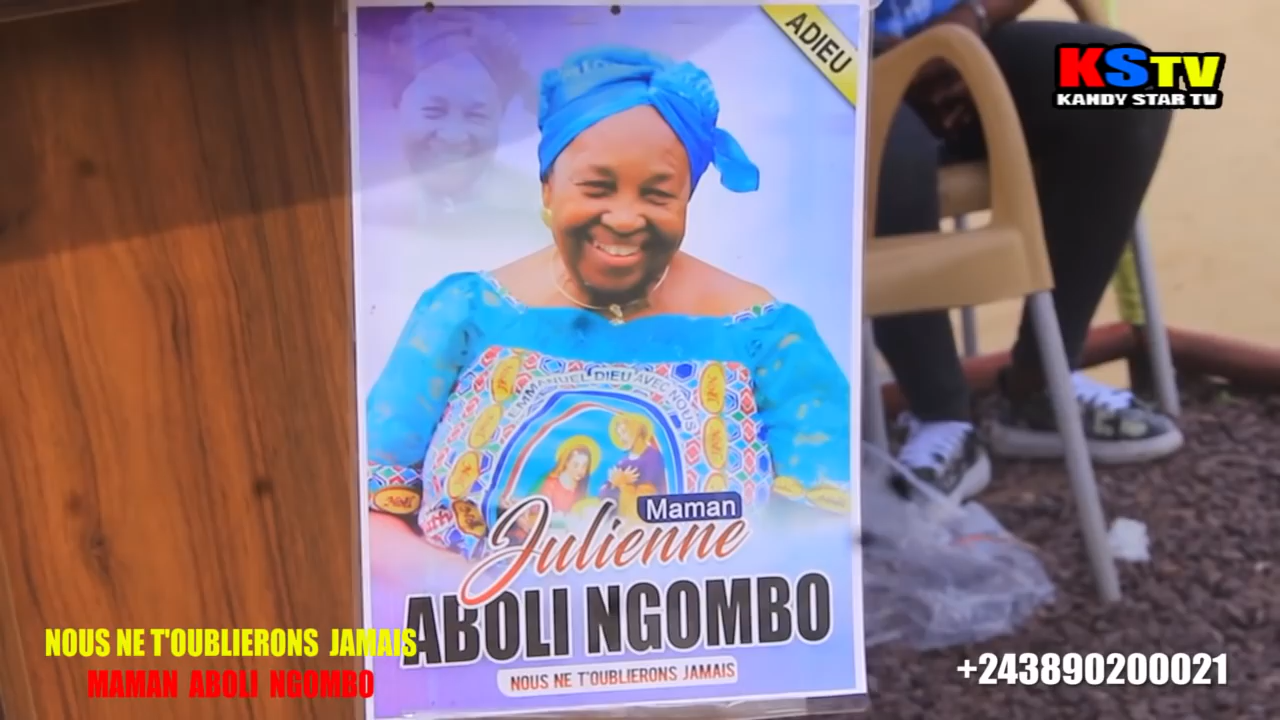 ADIEU
KSTV
KANDY STAR TV
EMMANUEL DIEU AVEC NOUS
Noël
Maman
Julienne
ABOLI NGOMBO
NOUS NE T'OUBLIERONS JAMAIS
NOUS NE T'OUBLIERONS JAMAIS
MAMAN ABOLI NGOMBO
+243890200021